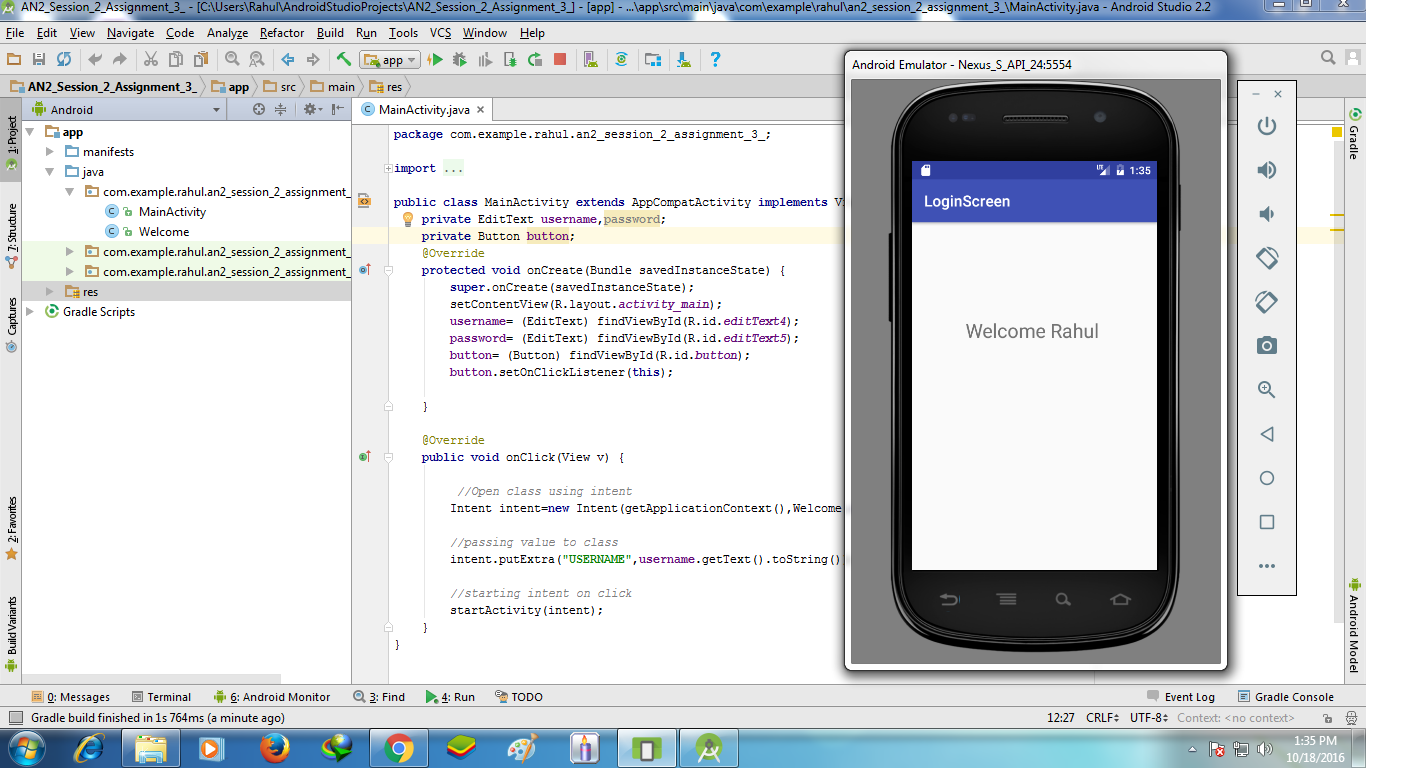 AN2_Session_2_Assignment_3_ - [C:\Users\Rahul\AndroidStudioProjects\AN2_Session_2_Assignment_3_] - [app] - ...\app\src\main\java\com\example\rahul\an2_session_2_assignment_3_\MainActivity.java - Android Studio 2.2
File Edit View Navigate Code Analyze Refactor Build Run Tools VCS Window Help
app
AN2_Session_2_Assignment_3_ app src main res
Android
MainActivity.java
1: Project
7: Structure
Captures
2: Favorites
Build Variants
app
manifests
java
com.example.rahul.an2_session_2_assignment_
MainActivity
Welcome
com.example.rahul.an2_session_2_assignment_
com.example.rahul.an2_session_2_assignment_
res
Gradle Scripts
package com.example.rahul.an2_session_2_assignment_3_;
import ...
public class MainActivity extends AppCompatActivity implements Vi
private EditText username,password;
private Button button;
@Override
protected void onCreate(Bundle savedInstanceState) {
super.onCreate(savedInstanceState);
setContentView(R.layout.activity_main);
username= (EditText) findViewById(R.id.editText4);
password= (EditText) findViewById(R.id.editText5);
button= (Button) findViewById(R.id.button);
button.setOnClickListener(this);
}
@Override
public void onClick(View v) {
//Open class using intent
Intent intent=new Intent(getApplicationContext(),Welcome
//passing value to class
intent.putExtra("USERNAME",username.getText().toString()
//starting intent on click
startActivity(intent);
}
}
Android Emulator - Nexus_S_API_24:5554
1:35
LoginScreen
Welcome Rahul
Gradle
Android Model
0: Messages Terminal 6: Android Monitor 3: Find 4: Run TODO Event Log Gradle Console
Gradle build finished in 1s 764ms (a minute ago) 12:27 CRLF UTF-8 Context: <no context>
1:35 PM
10/18/2016